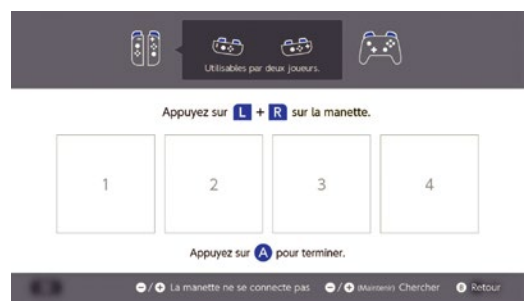 Utilisables par deux joueurs.
Appuyez sur L + R sur la manette.
1 2 3 4
Appuyez sur A pour terminer.
⊖/⊕ La manette ne se connecte pas ⊖/⊕ (Maintenir) Chercher B Retour